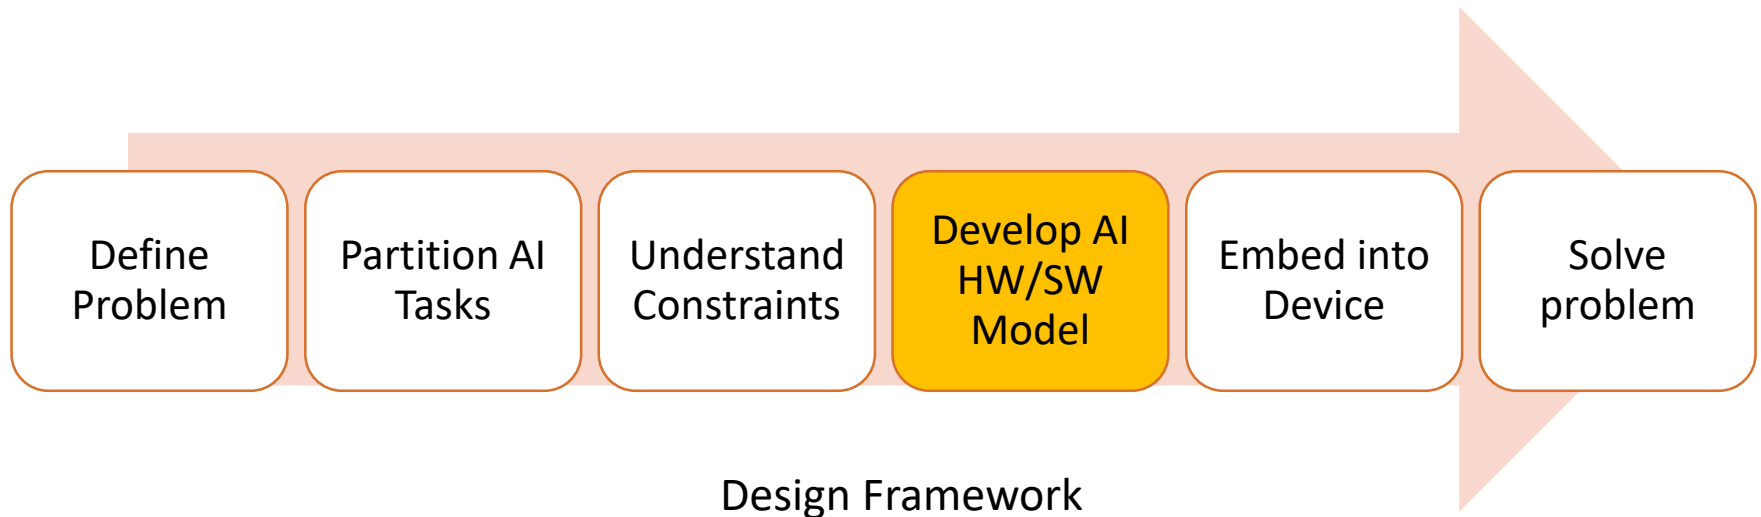 Define
Problem
Partition AI
Tasks
Understand
Constraints
Develop AI
HW/SW
Model
Embed into
Device
Solve
problem
Design Framework